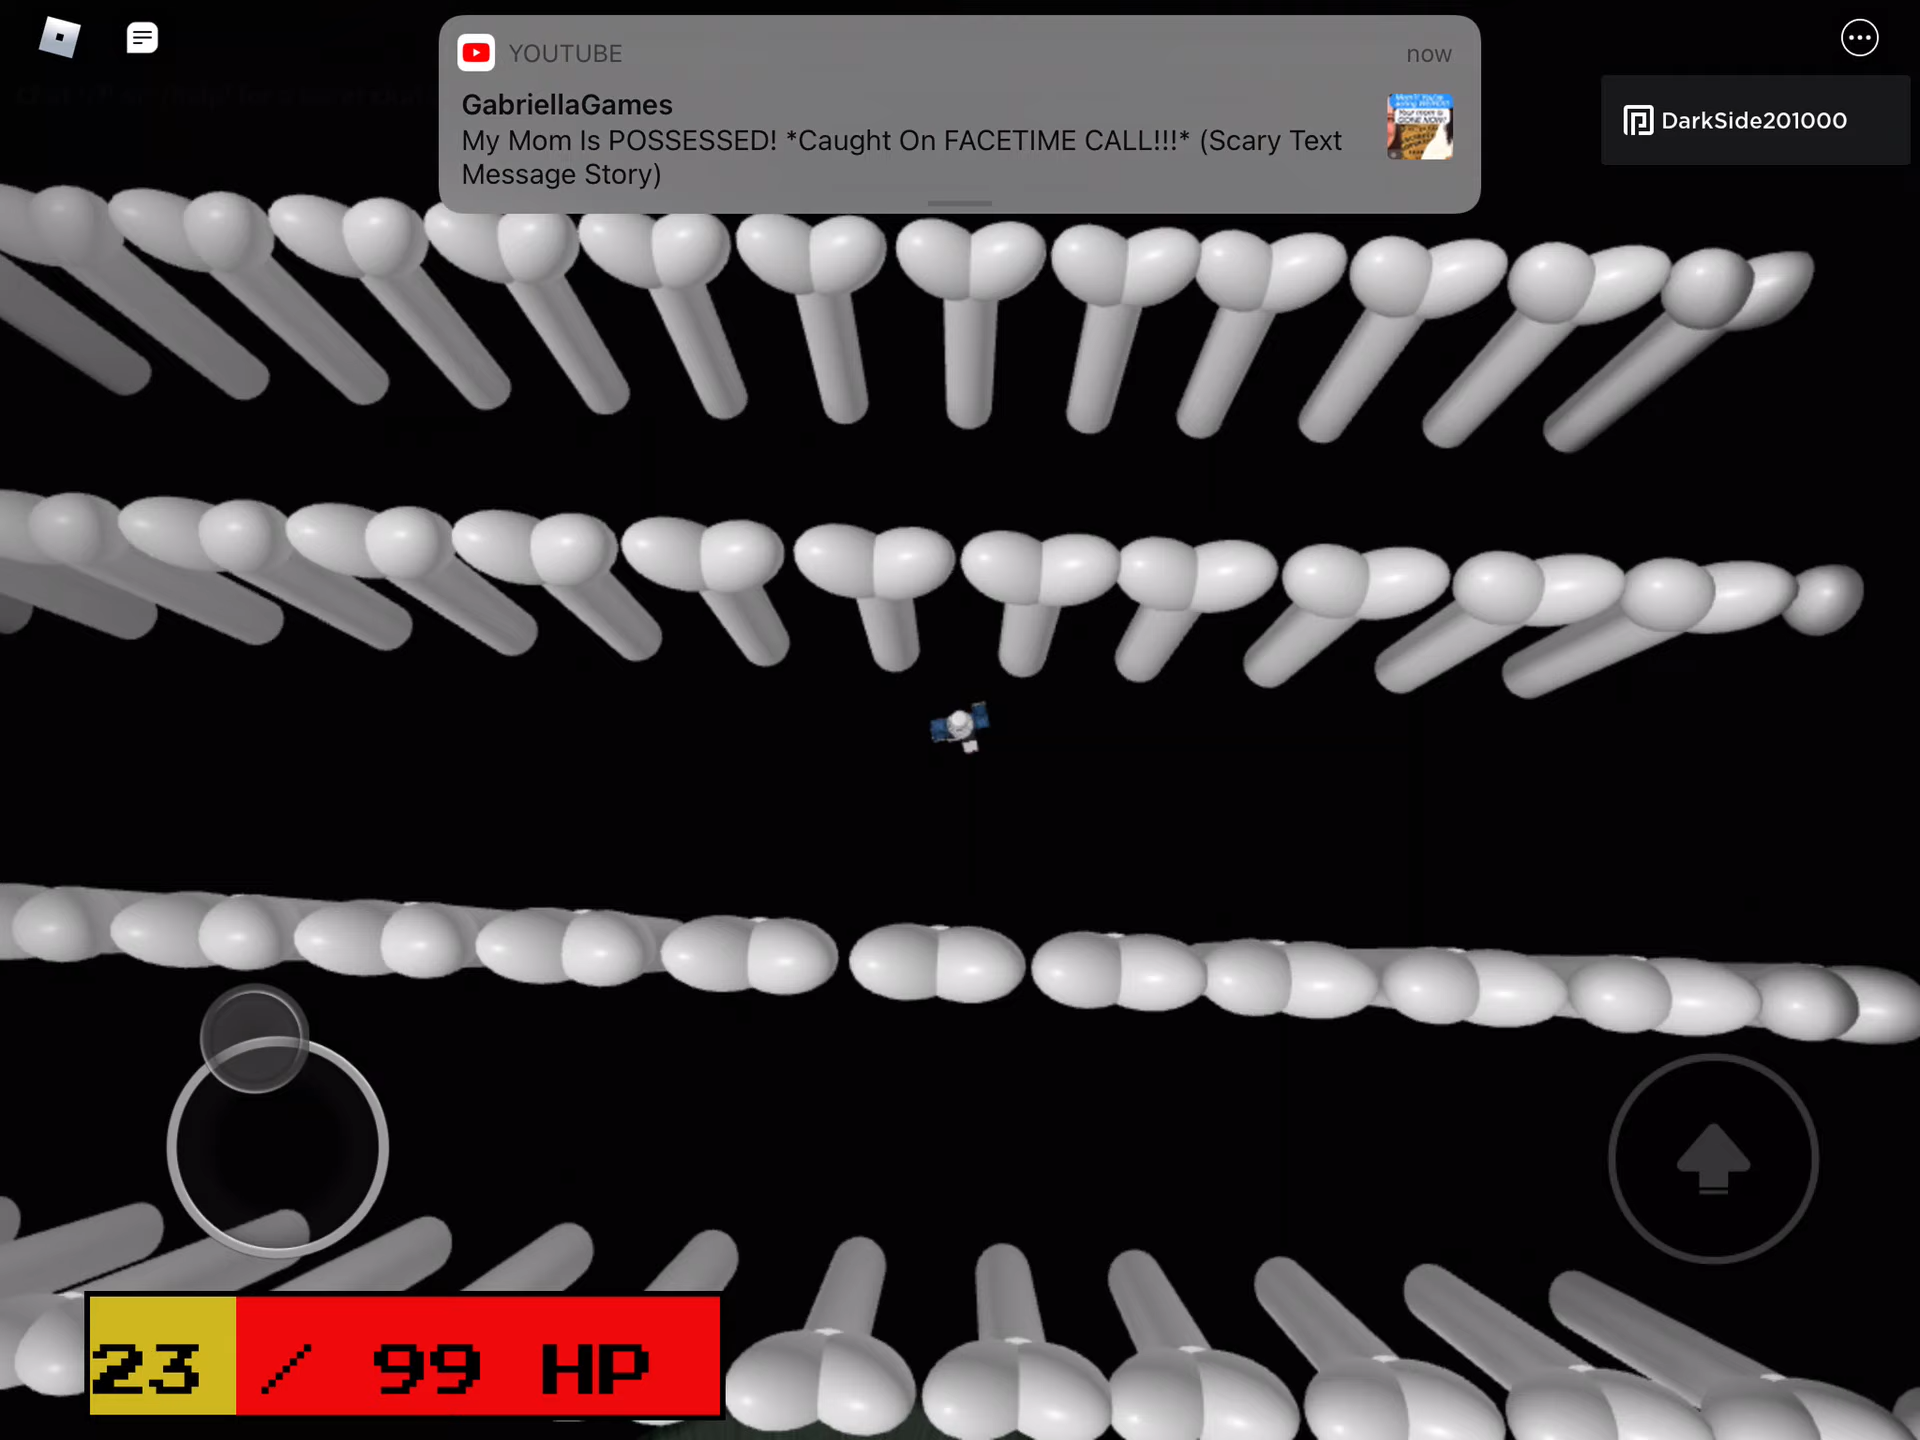 YOUTUBE
now
GabriellaGames
My Mom Is POSSESSED! *Caught On FACETIME CALL!!!* (Scary Text
Message Story)
DarkSide201000
23 / 99 HP